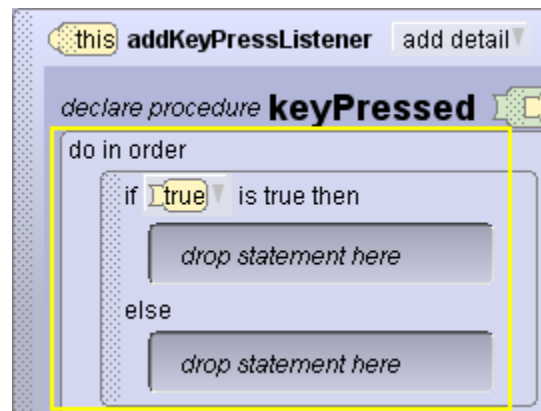 this addKeyPressListener add detail
declare procedure keyPressed
do in order
if true is true then
drop statement here
else
drop statement here